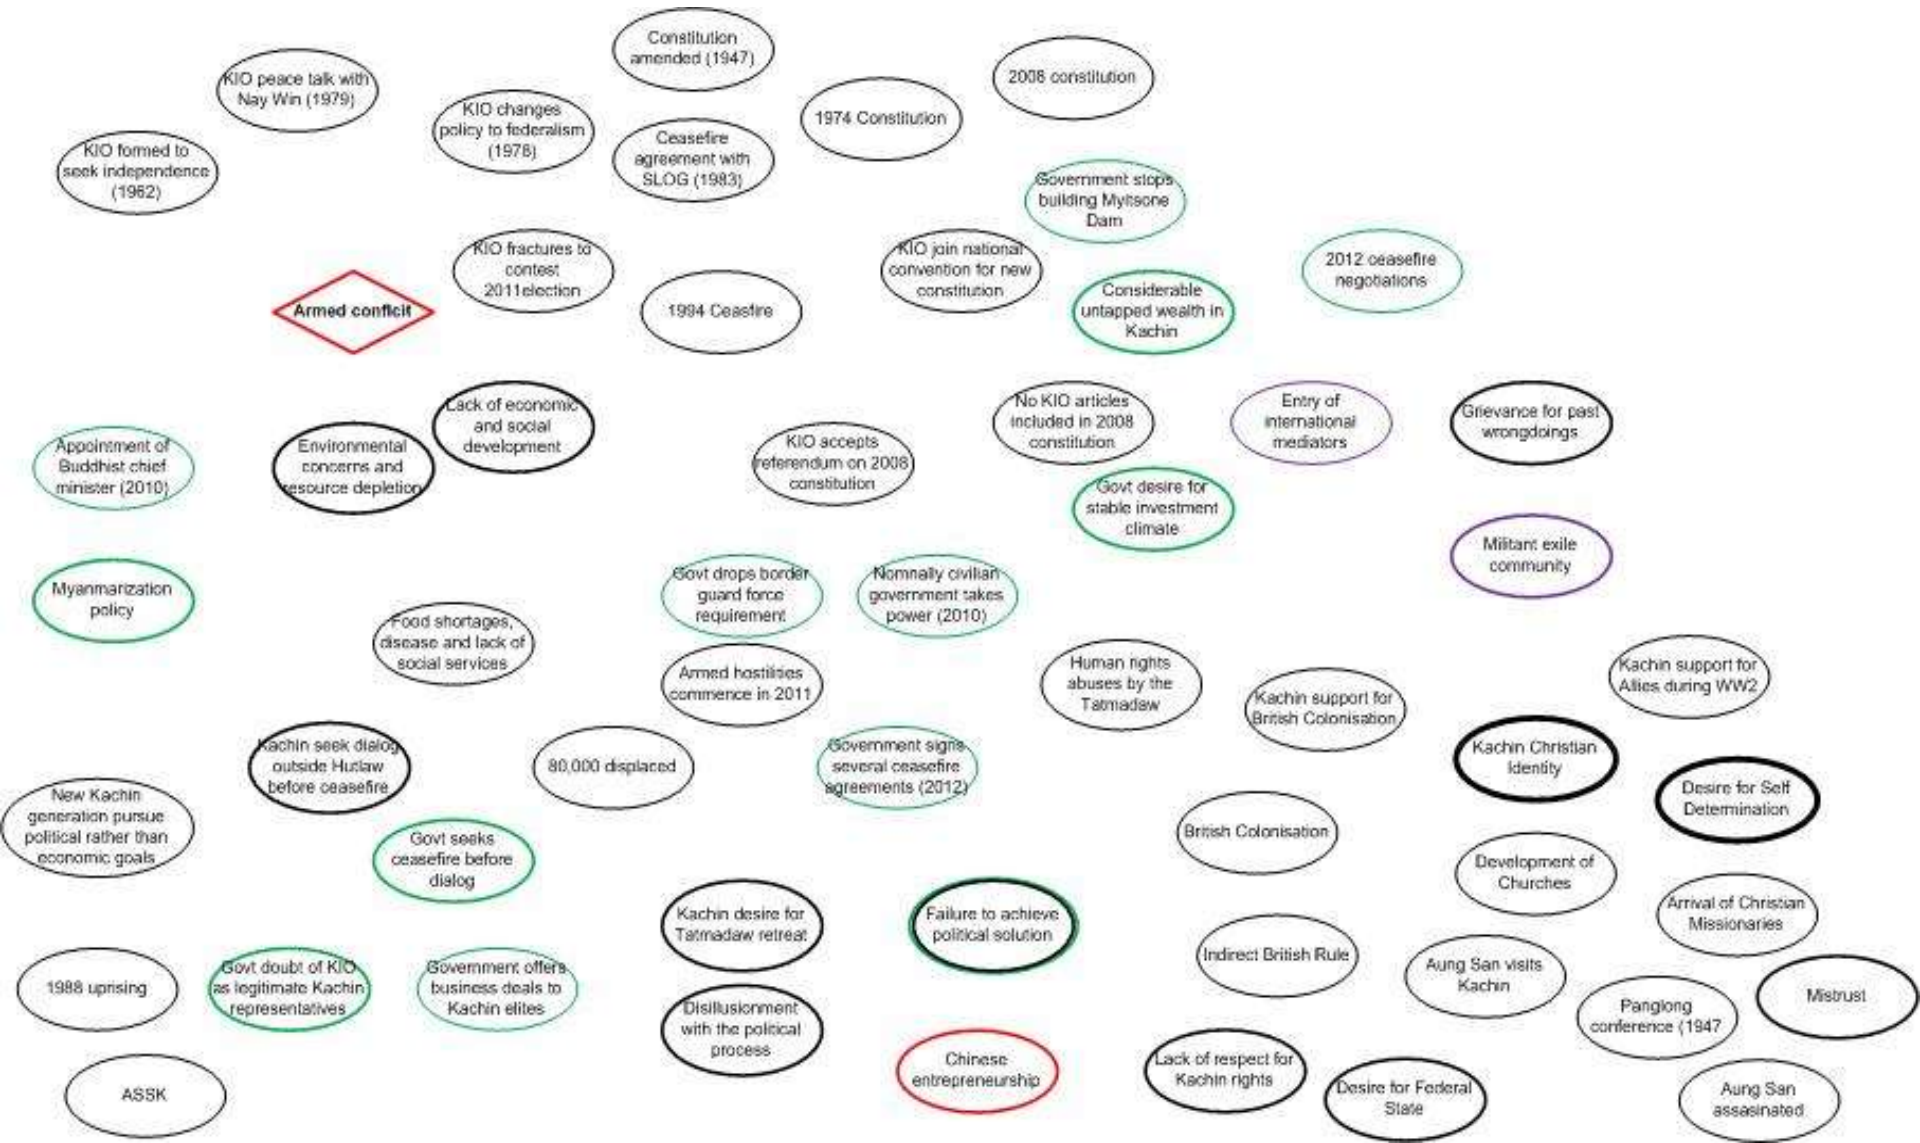 Constitution
amended (1947)
KIO peace talk with
Nay Win (1979)
2008 constitution
KIO changes
policy to federalism
(1978)
1974 Constitution
KIO formed to
seek independence
(1962)
Ceasefire
agreement with
SLOG (1983)
Government stops
building Myitsone
Dam
KIO fractures to
contest
2011election
KIO join national
convention for new
constitution
2012 ceasefire
negotiations
Armed conflicit
1994 Ceasfire
Considerable
untapped wealth in
Kachin
Lack of economic
and social
development
No KIO articles
included in 2008
constitution
Entry of
international
mediators
Grievance for past
wrongdoings
Appointment of
Buddhist chief
minister (2010)
Environmental
concerns and
resource depletion
KIO accepts
referendum on 2008
constitution
Govt desire for
stable investment
climate
Militant exile
community
Myanmarization
policy
Govt drops border
guard force
requirement
Nomnally civilian
government takes
power (2010)
Food shortages,
disease and lack of
social services
Armed hostilities
commence in 2011
Human rights
abuses by the
Tatmadaw
Kachin support for
British Colonisation
Kachin support for
Allies during WW2
Kachin seek dialog
outside Hutlaw
before ceasefire
80,000 displaced
Government signs
several ceasefire
agreements (2012)
Kachin Christian
Identity
Desire for Self
Determination
New Kachin
generation pursue
political rather than
economic goals
Govt seeks
ceasefire before
dialog
British Colonisation
Development of
Churches
Arrival of Christian
Missionaries
Kachin desire for
Tatmadaw retreat
Failure to achieve
political solution
Indirect British Rule
Aung San visits
Kachin
1988 uprising
Govt doubt of KIO
as legitimate Kachin
representatives
Government offers
business deals to
Kachin elites
Disillusionment
with the political
process
Panglong
conference (1947
Mistrust
Chinese
entrepreneurship
Lack of respect for
Kachin rights
Desire for Federal
State
ASSK
Aung San
assasinated